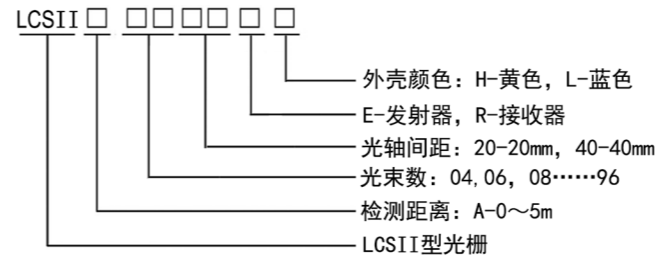 LCSII□ □□□□ □ □
外壳颜色：H-黄色，L-蓝色
E-发射器，R-接收器
光轴间距：20-20mm，40-40mm
光束数：04,06，08……96
检测距离：A-0～5m
LCSII型光栅